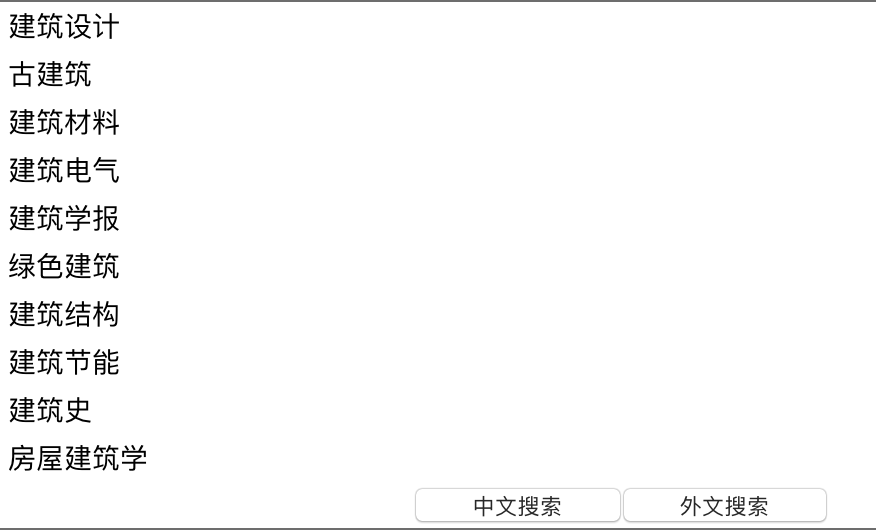 建筑设计
古建筑
建筑材料
建筑电气
建筑学报
绿色建筑
建筑结构
建筑节能
建筑史
房屋建筑学
中文搜索 外文搜索